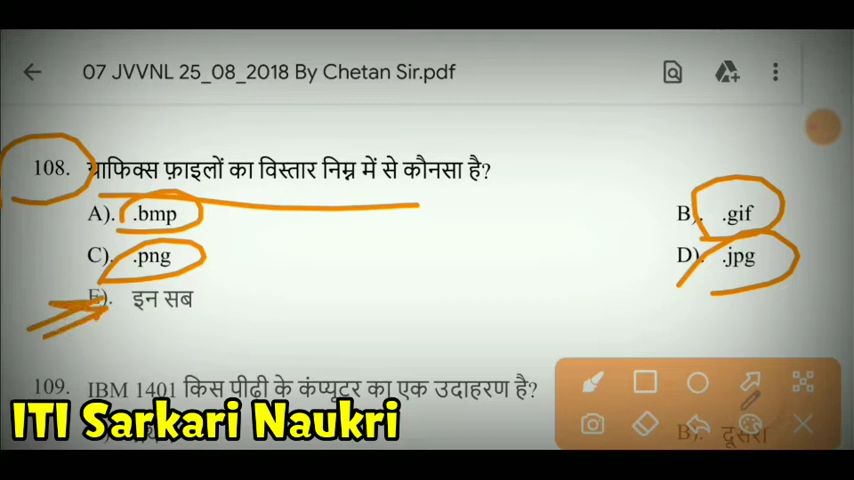 07 JVVNL 25_08_2018 By Chetan Sir.pdf
108. ग्राफिक्स फ़ाइलों का विस्तार निम्न में से कौनसा है?
A). .bmp B). .gif
C). .png D). .jpg
E). इन सब
109. IBM 1401 किस पीढ़ी के कंप्यूटर का एक उदाहरण है?
B). दूसरी
ITI Sarkari Naukri